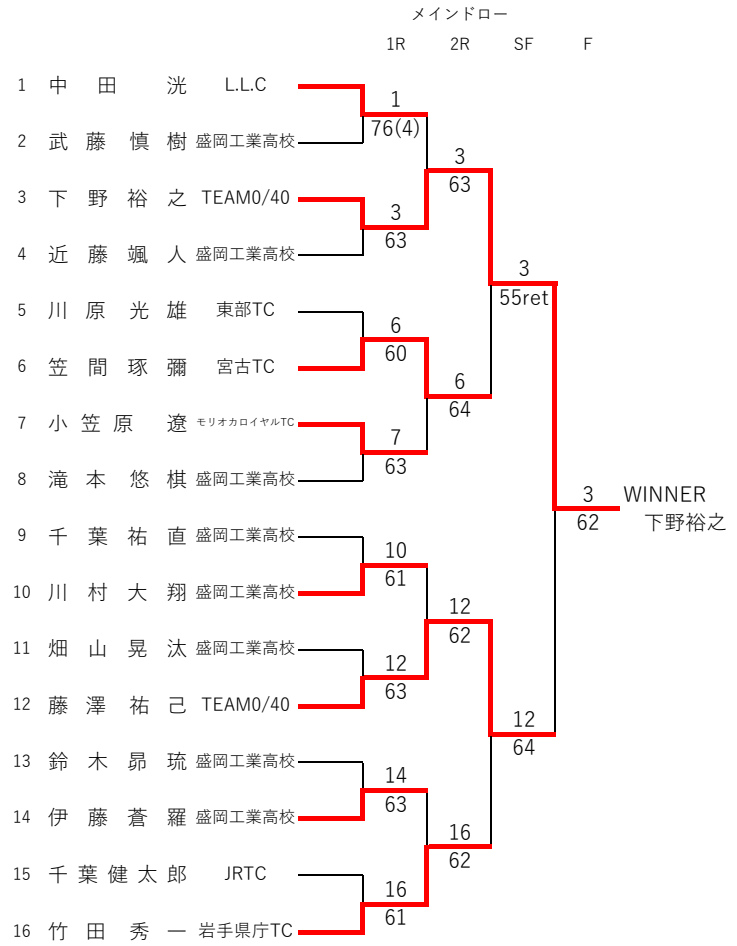 メインドロー
1R 2R SF F
1 中田 洸 L.L.C
1
76(4)
2 武藤慎樹 盛岡工業高校
3
63
3 下野裕之 TEAM0/40
3
63
4 近藤颯人 盛岡工業高校
3
55ret
5 川原光雄 東部TC
6
60
6 笠間琢彌 宮古TC
6
64
7 小笠原 遼 モリオカロイヤルTC
7
63
8 滝本悠棋 盛岡工業高校
3 WINNER
62 下野裕之
9 千葉祐直 盛岡工業高校
10
61
10 川村大翔 盛岡工業高校
12
62
11 畑山晃汰 盛岡工業高校
12
63
12 藤澤祐己 TEAM0/40
12
64
13 鈴木昴琉 盛岡工業高校
14
63
14 伊藤蒼羅 盛岡工業高校
16
62
15 千葉健太郎 JRTC
16
61
16 竹田秀一 岩手県庁TC